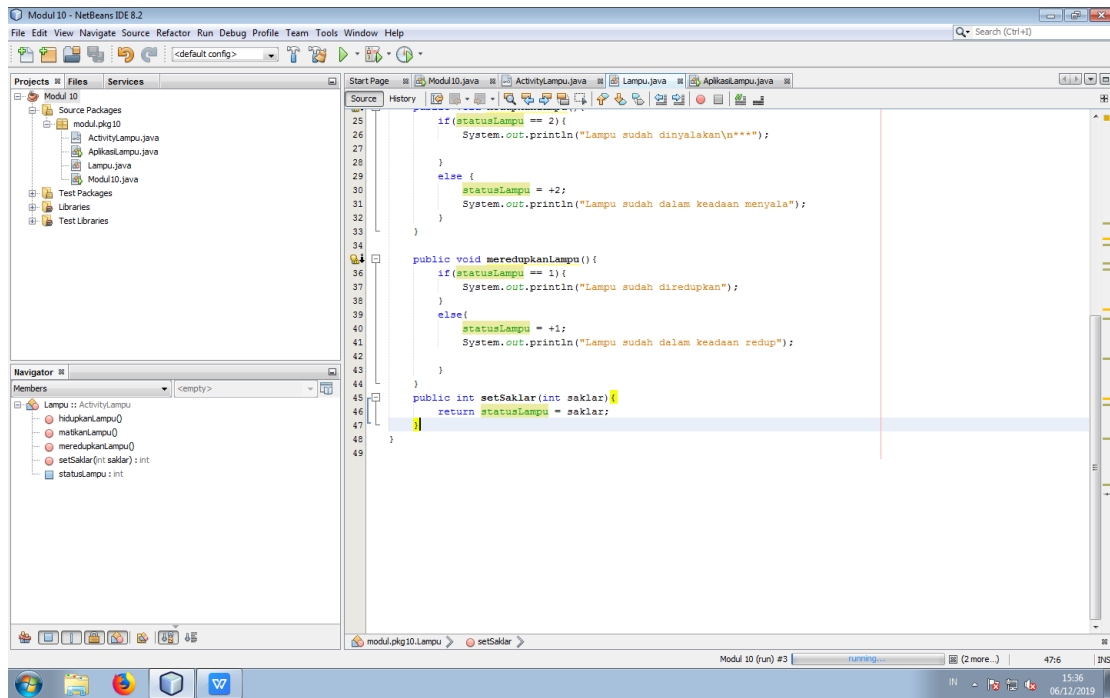 Modul 10 - NetBeans IDE 8.2
File Edit View Navigate Source Refactor Run Debug Profile Team Tools Window Help
Search (Ctrl+I)
<default config>
Projects Files Services
Start Page Modul10.java ActivityLampu.java Lampu.java AplikasiLampu.java
Source History
Modul 10
Source Packages
modul.pkg10
ActivityLampu.java
AplikasiLampu.java
Lampu.java
Modul10.java
Test Packages
Libraries
Test Libraries
25 if(statusLampu == 2){
26 System.out.println("Lampu sudah dinyalakan\n***");
27
28 }
29 else {
30 statusLampu = +2;
31 System.out.println("Lampu sudah dalam keadaan menyala");
32 }
33 }
34
public void meredupkanLampu(){
36 if(statusLampu == 1){
37 System.out.println("Lampu sudah diredupkan");
38 }
39 else{
40 statusLampu = +1;
41 System.out.println("Lampu sudah dalam keadaan redup");
42
43 }
44 }
45 public int setSaklar(int saklar){
46 return statusLampu = saklar;
47 }
48 }
49
Navigator
Members <empty>
Lampu :: ActivityLampu
hidupkanLampu()
matikanLampu()
meredupkanLampu()
setSaklar(int saklar) : int
statusLampu : int
modul.pkg10.Lampu setSaklar
Modul 10 (run) #3 running... (2 more...) 47:6 INS
IN 15:36
06/12/2019